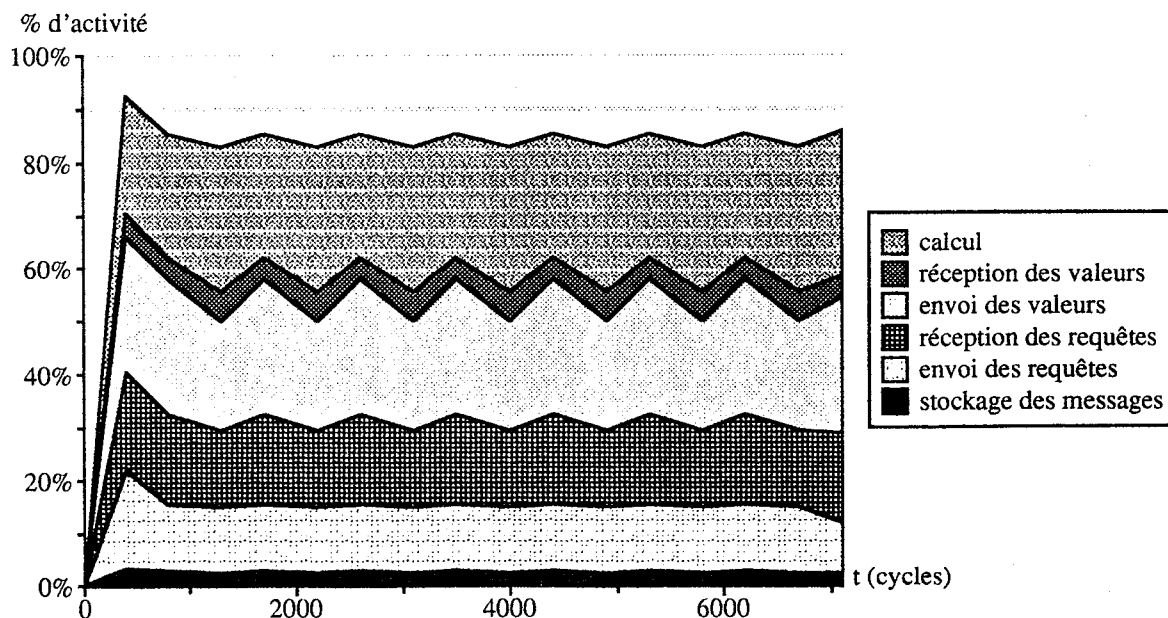 % d'activité
100%
80%
60%
40%
20%
0%
0
2000
4000
6000
t (cycles)
calcul
réception des valeurs
envoi des valeurs
réception des requêtes
envoi des requêtes
stockage des messages